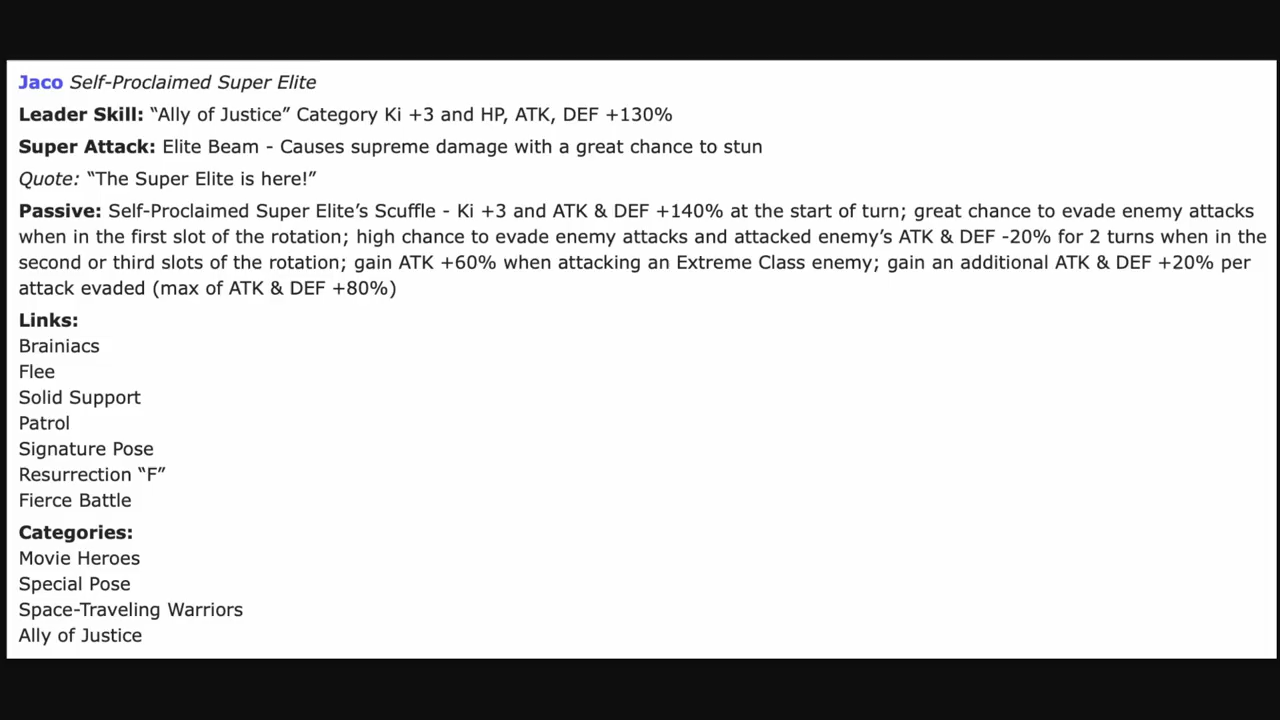 Jaco Self-Proclaimed Super Elite
Leader Skill: “Ally of Justice” Category Ki +3 and HP, ATK, DEF +130%
Super Attack: Elite Beam - Causes supreme damage with a great chance to stun
Quote: “The Super Elite is here!”
Passive: Self-Proclaimed Super Elite’s Scuffle - Ki +3 and ATK & DEF +140% at the start of turn; great chance to evade enemy attacks
when in the first slot of the rotation; high chance to evade enemy attacks and attacked enemy’s ATK & DEF -20% for 2 turns when in the
second or third slots of the rotation; gain ATK +60% when attacking an Extreme Class enemy; gain an additional ATK & DEF +20% per
attack evaded (max of ATK & DEF +80%)
Links:
Brainiacs
Flee
Solid Support
Patrol
Signature Pose
Resurrection “F”
Fierce Battle
Categories:
Movie Heroes
Special Pose
Space-Traveling Warriors
Ally of Justice